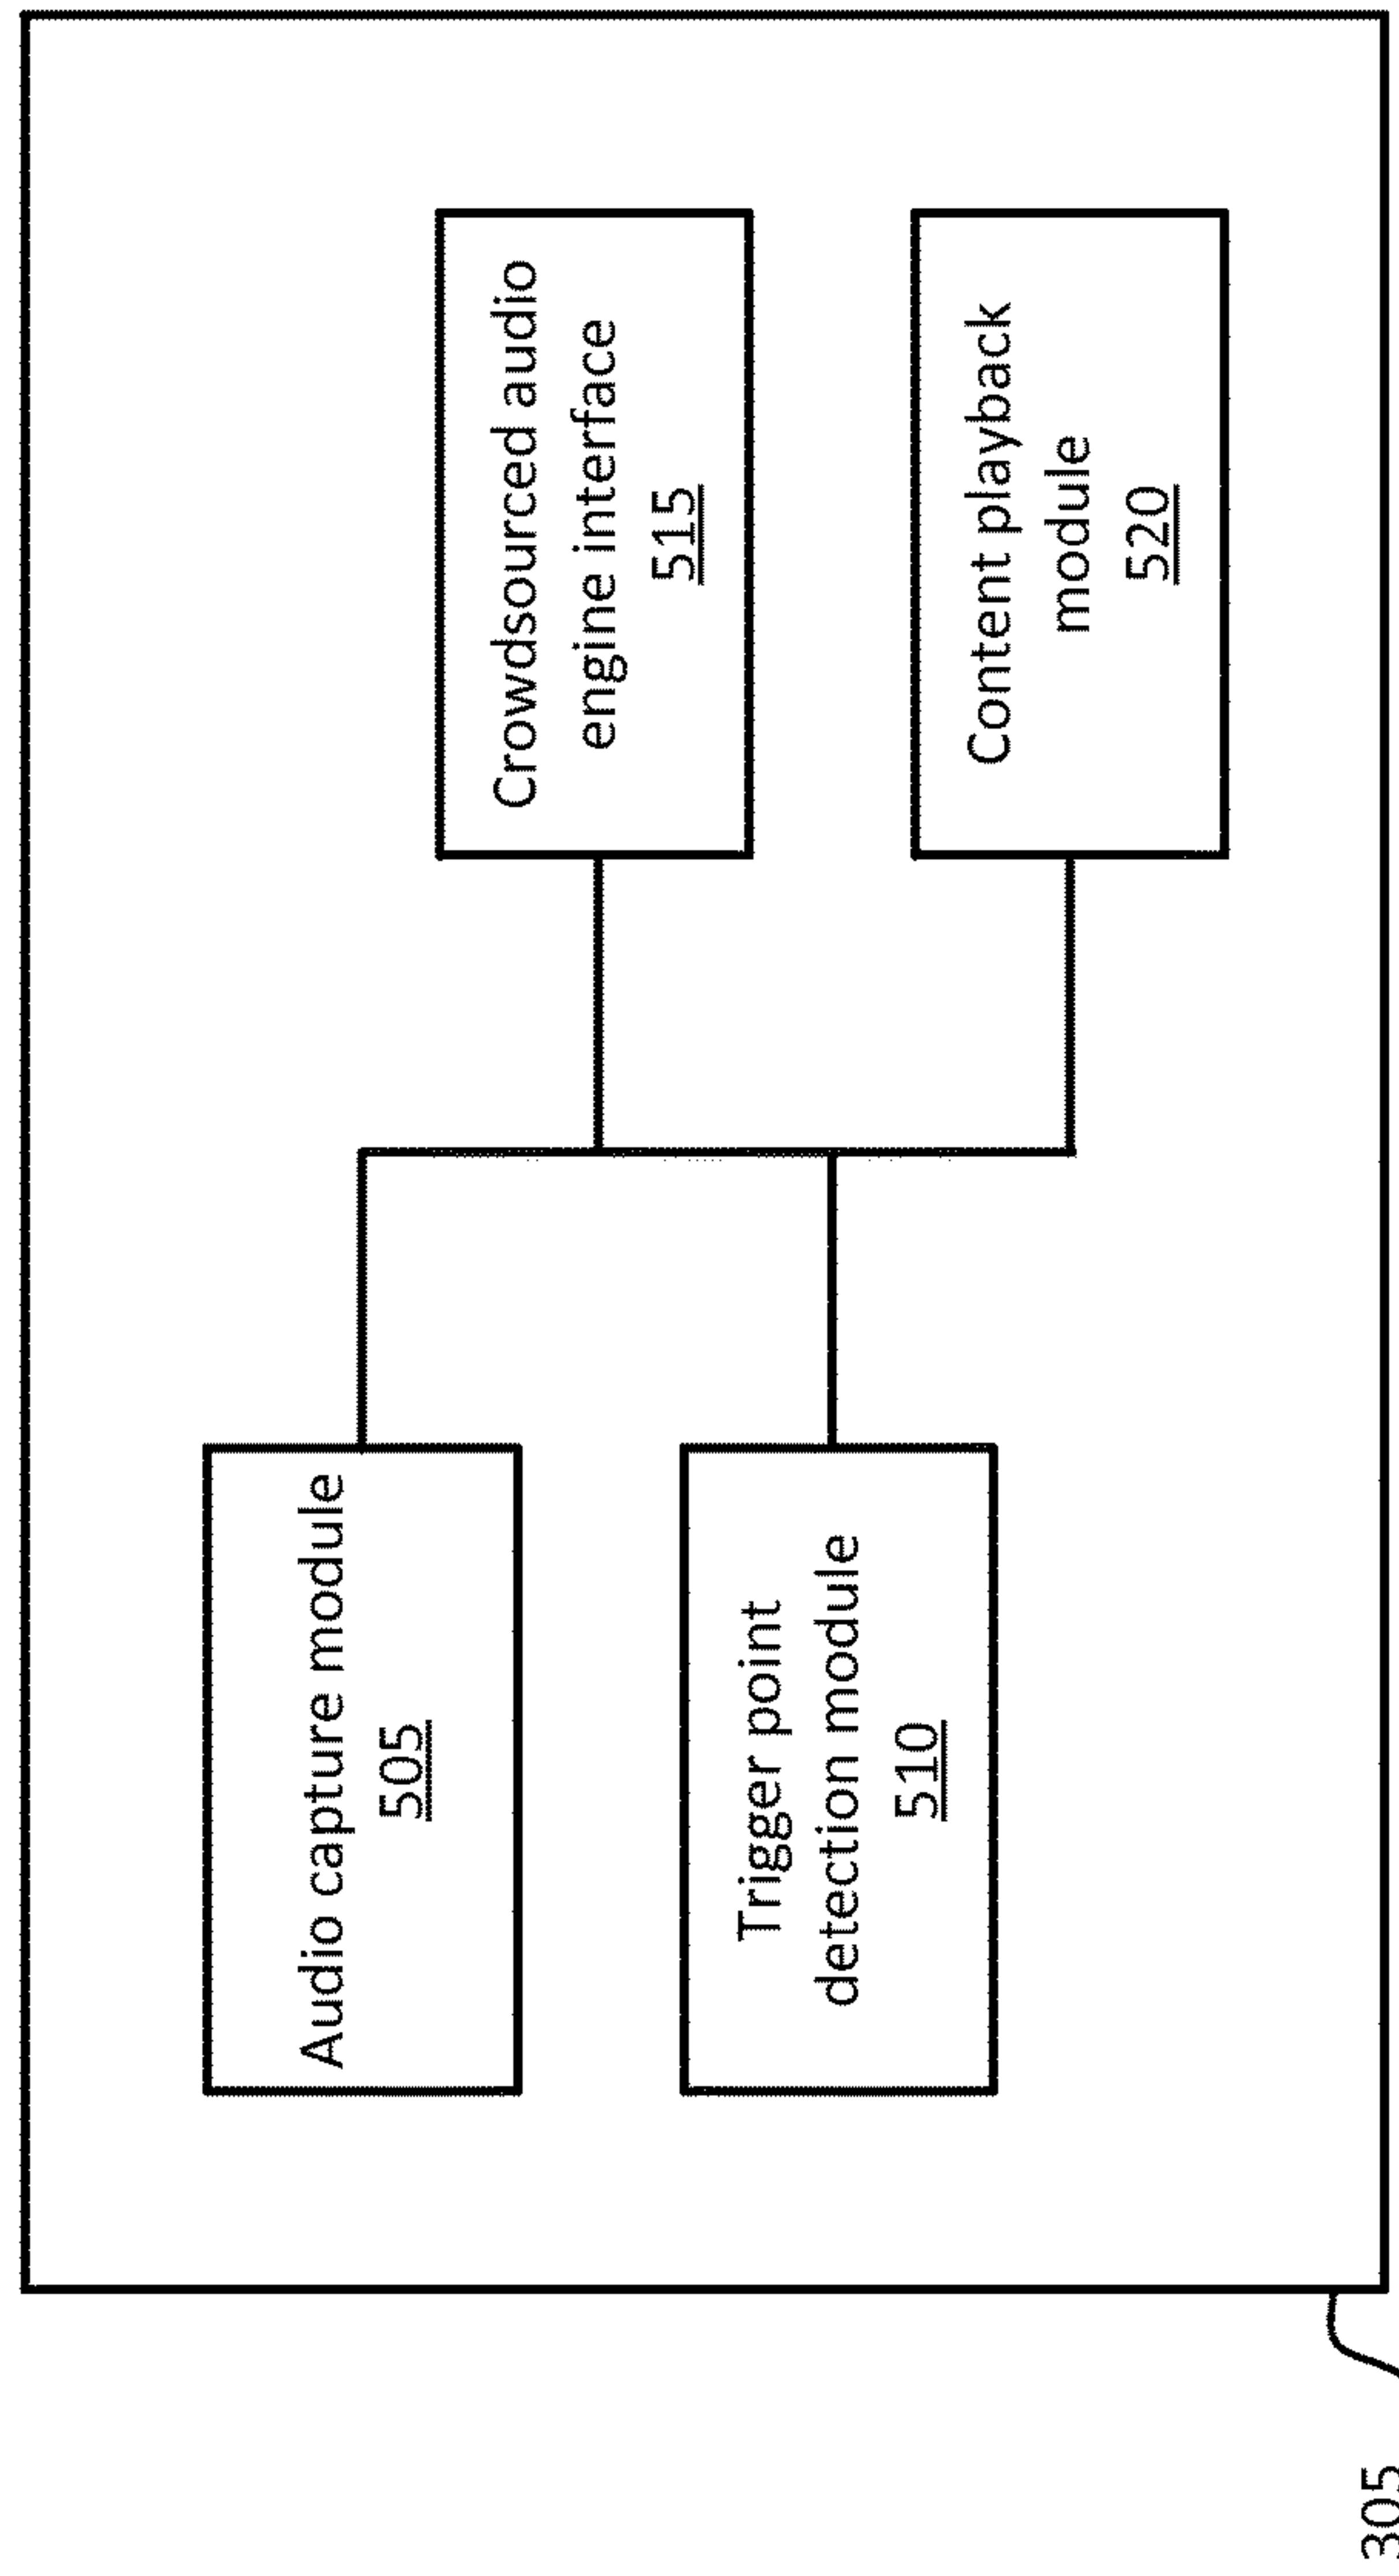 Audio capture module
505
Trigger point
detection module
510
Crowdsourced audio
engine interface
515
Content playback
module
520
305